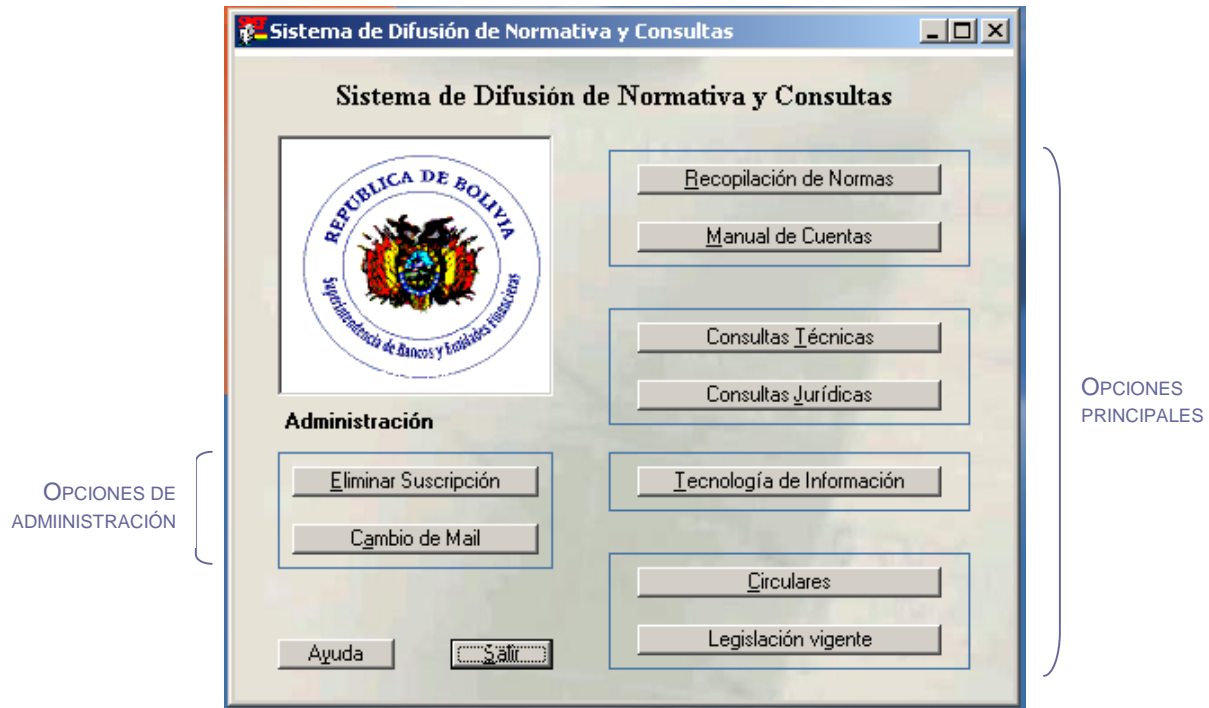 Sistema de Difusión de Normativa y Consultas
Sistema de Difusión de Normativa y Consultas
REPUBLICA DE BOLIVIA
Superintendencia de Bancos y Entidades Financieras
Administración
Eliminar Suscripción
Cambio de Mail
Ayuda
Salir
Recopilación de Normas
Manual de Cuentas
Consultas Técnicas
Consultas Jurídicas
Tecnología de Información
Circulares
Legislación vigente
OPCIONES DE
ADMIINISTRACIÓN
OPCIONES
PRINCIPALES